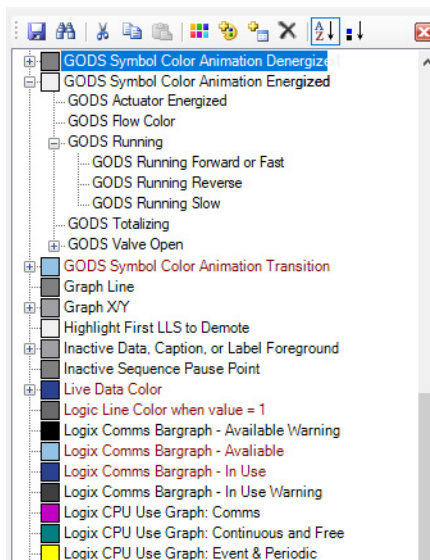 GODS Symbol Color Animation Denergized
GODS Symbol Color Animation Energized
GODS Actuator Energized
GODS Flow Color
GODS Running
GODS Running Forward or Fast
GODS Running Reverse
GODS Running Slow
GODS Totalizing
GODS Valve Open
GODS Symbol Color Animation Transition
Graph Line
Graph X/Y
Highlight First LLS to Demote
Inactive Data, Caption, or Label Foreground
Inactive Sequence Pause Point
Live Data Color
Logic Line Color when value = 1
Logix Comms Bargraph - Available Warning
Logix Comms Bargraph - Avaliable
Logix Comms Bargraph - In Use
Logix Comms Bargraph - In Use Warning
Logix CPU Use Graph: Comms
Logix CPU Use Graph: Continuous and Free
Logix CPU Use Graph: Event & Periodic